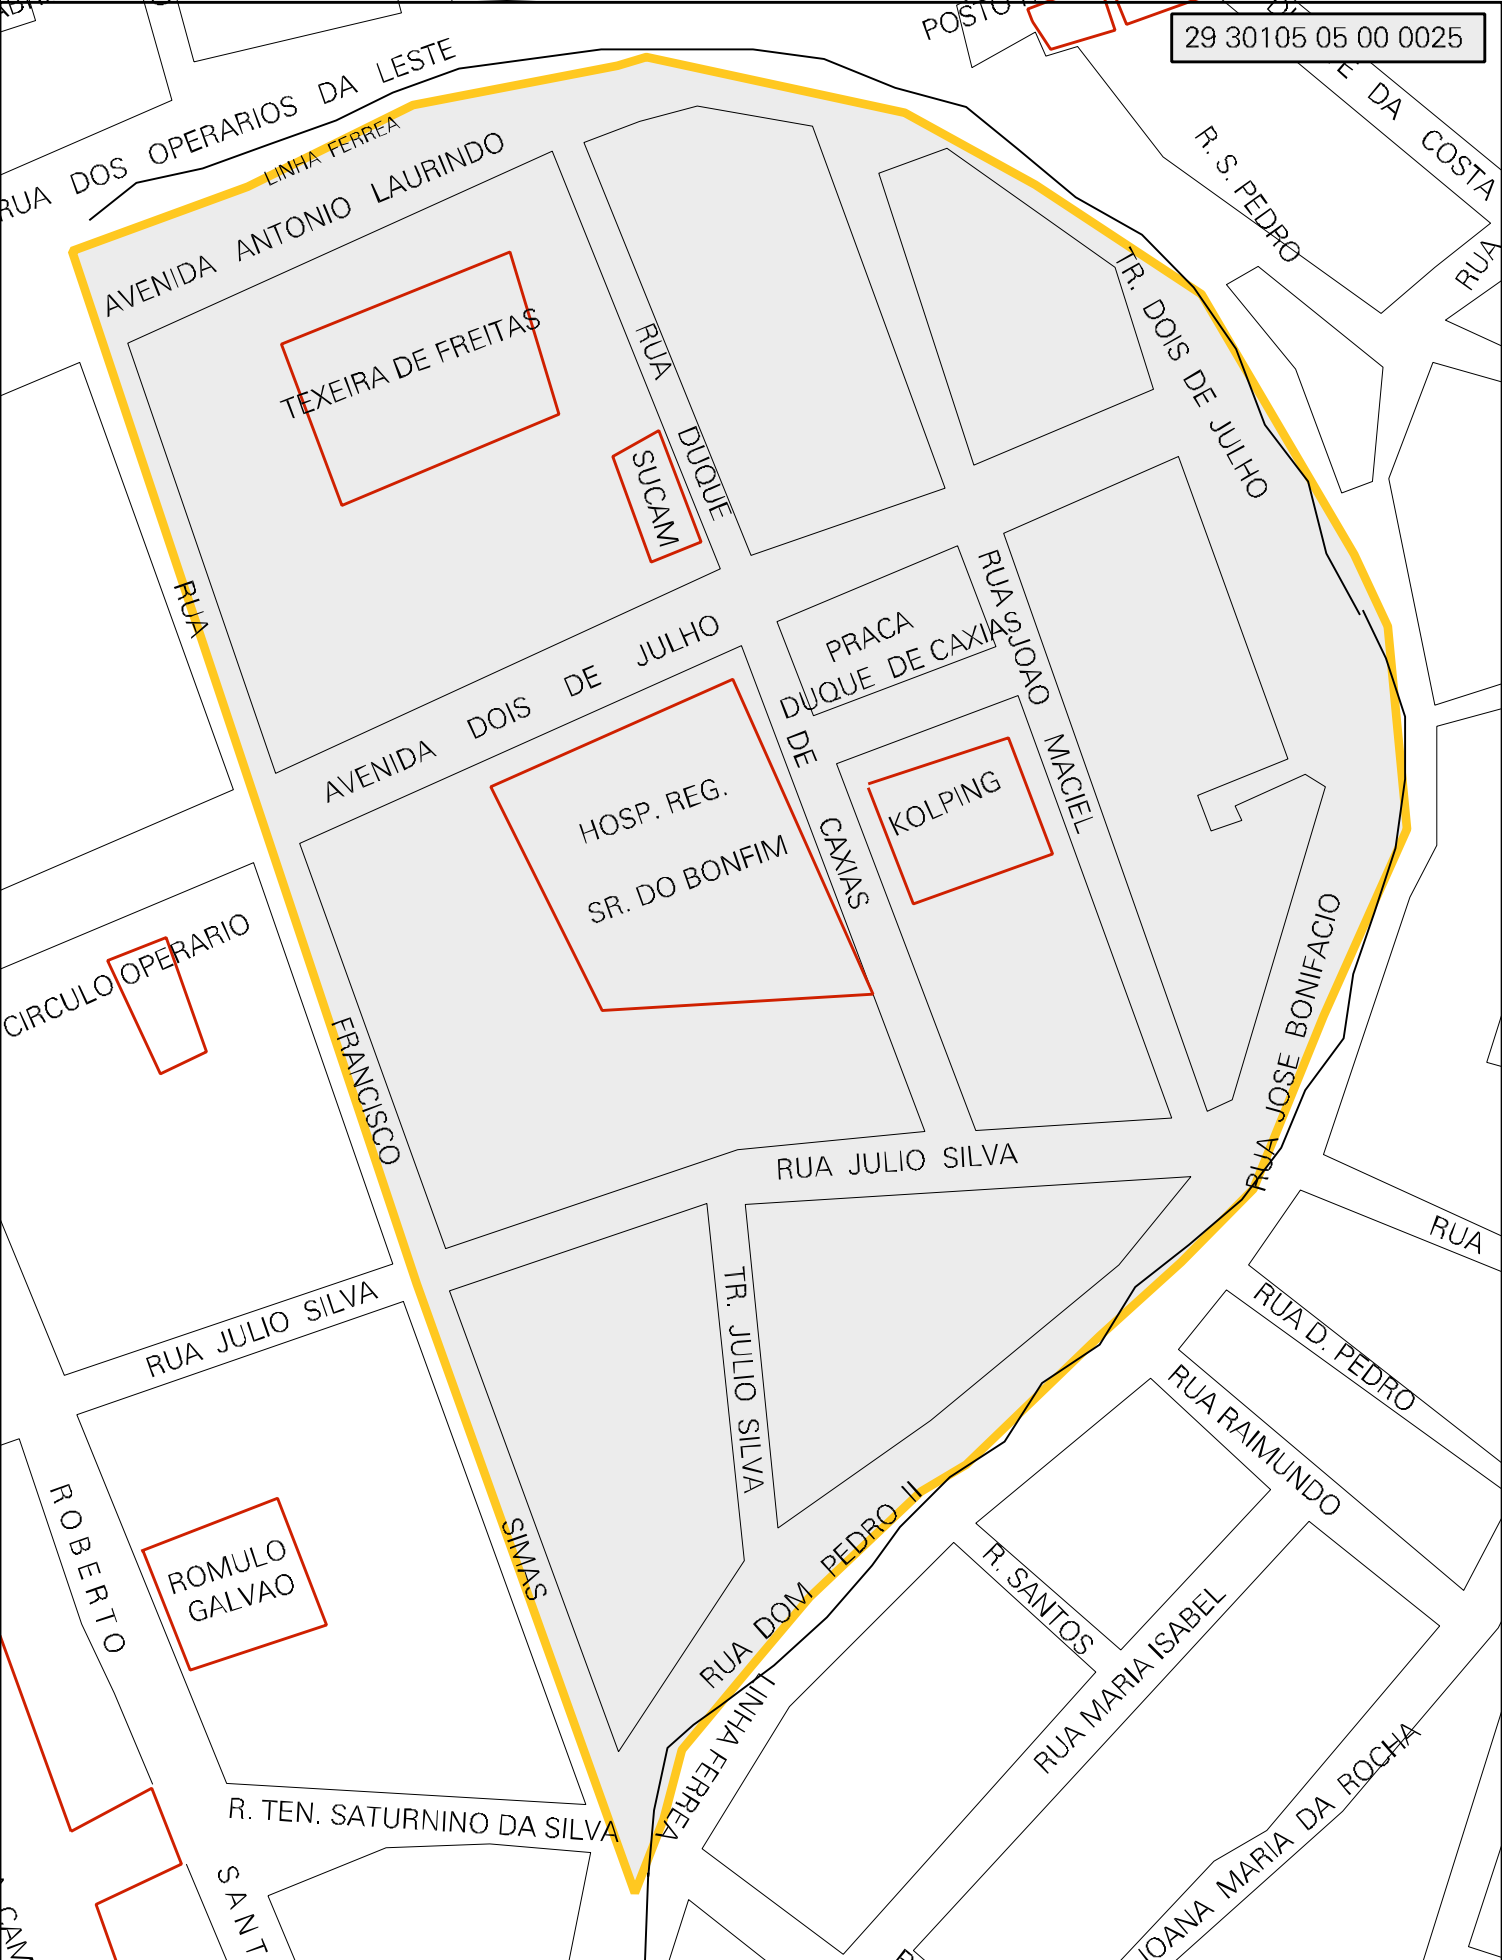 POSTO
29 30105 05 00 0025
E DA COSTA
RUA DOS OPERARIOS DA LESTE
LINHA FERREA
AVENIDA ANTONIO LAURINDO
R. S. PEDRO
RUA
TR. DOIS DE JULHO
TEXEIRA DE FREITAS
RUA DUQUE DE CAXIAS
SUCAM
RUA FRANCISCO SIMAS
AVENIDA DOIS DE JULHO
PRACA
DUQUE DE CAXIAS
RUA JOAO MACIEL
HOSP. REG.
SR. DO BONFIM
KOLPING
CIRCULO OPERARIO
RUA JOSE BONIFACIO
RUA JULIO SILVA
RUA
RUA JULIO SILVA
TR. JULIO SILVA
RUA D. PEDRO
RUA RAIMUNDO
ROBERTO
ROMULO
GALVAO
RUA DOM PEDRO II
R. SANTOS
RUA MARIA ISABEL
LINHA FERREA
R. TEN. SATURNINO DA SILVA
JOANA MARIA DA ROCHA
SANT
CAM